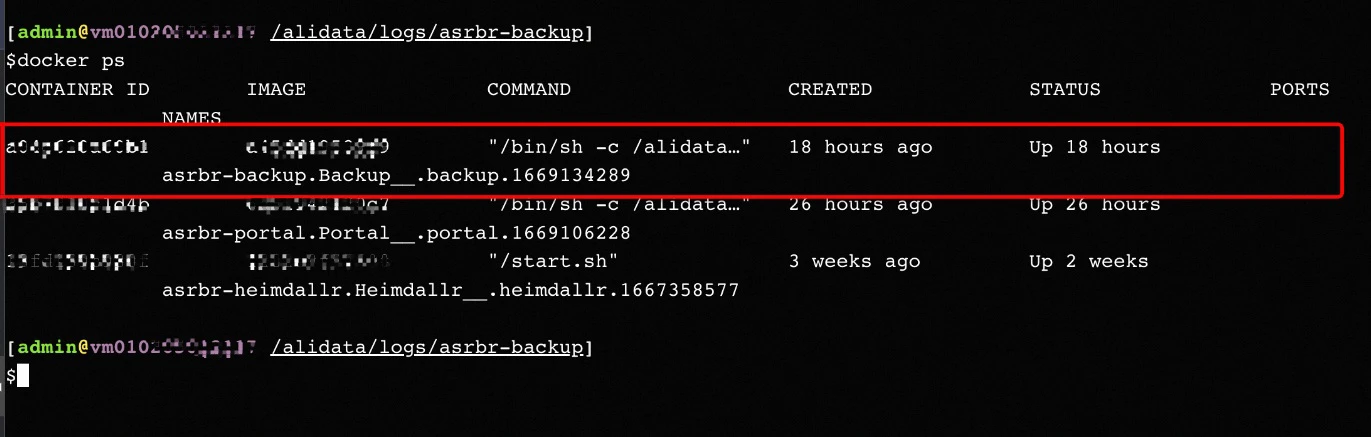 [admin@ /alidata/logs/asrbr-backup]
$docker ps
CONTAINER ID IMAGE COMMAND CREATED STATUS PORTS
NAMES
"/bin/sh -c /alidata…" 18 hours ago Up 18 hours
asrbr-backup.Backup__.backup.1669134289
"/bin/sh -c /alidata…" 26 hours ago Up 26 hours
asrbr-portal.Portal__.portal.1669106228
"/start.sh" 3 weeks ago Up 2 weeks
asrbr-heimdallr.Heimdallr__.heimdallr.1667358577
[admin@ /alidata/logs/asrbr-backup]
$